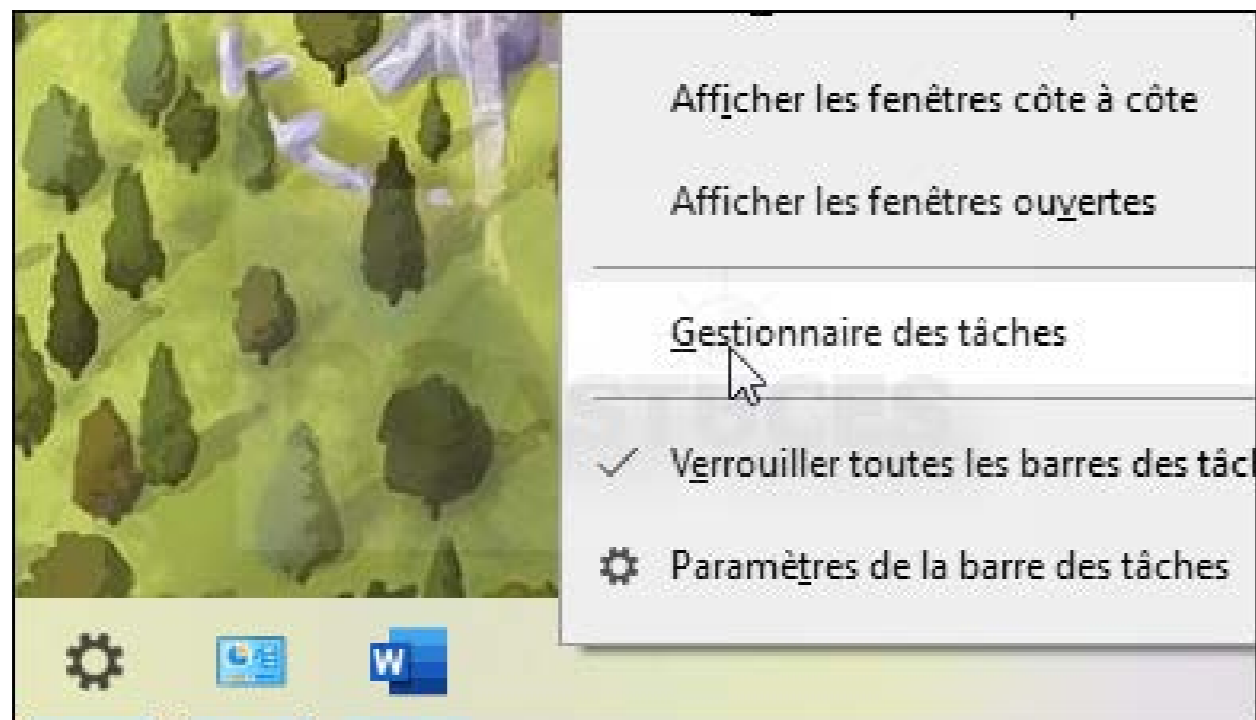 Afficher les fenêtres côte à côte
Afficher les fenêtres ouvertes
Gestionnaire des tâches
STUCES
Verrouiller toutes les barres des tâc
Paramètres de la barre des tâches
W